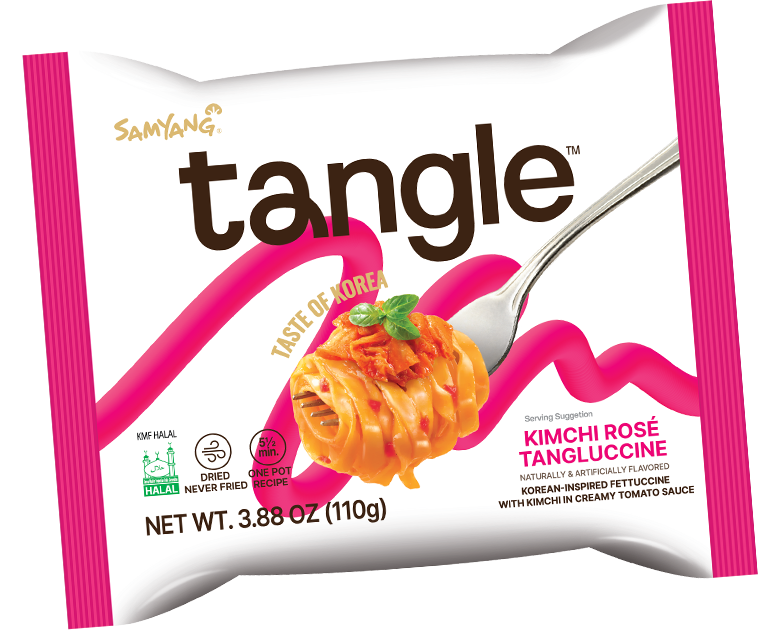 SAMYANG®
tangle™
TASTE OF KOREA
Serving Suggetion
KIMCHI ROSÉ
TANGLUCCINE
NATURALLY & ARTIFICIALLY FLAVORED
KOREAN-INSPIRED FETTUCCINE
WITH KIMCHI IN CREAMY TOMATO SAUCE
KMF HALAL
HALAL
DRIED
NEVER FRIED
5½
min.
ONE POT
RECIPE
NET WT. 3.88 OZ (110g)